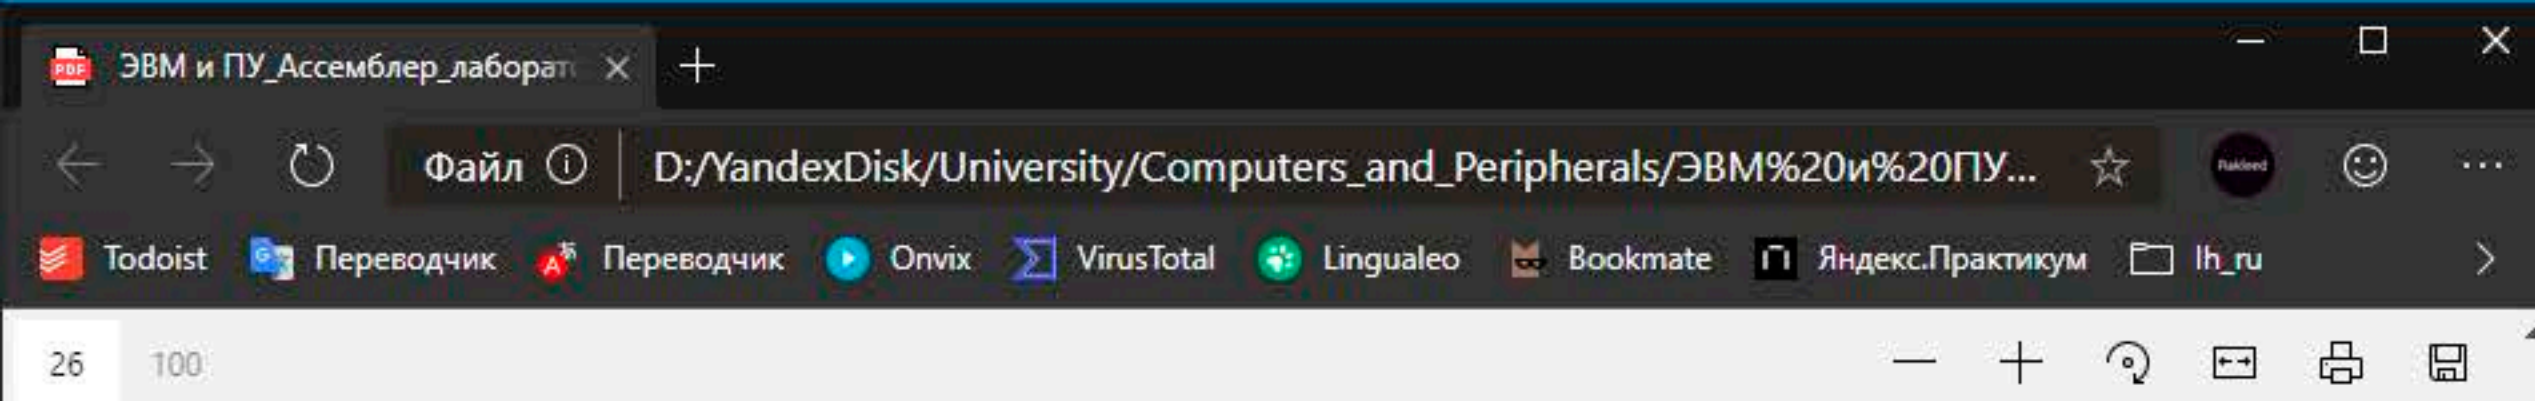 ЭВМ и ПУ_Ассемблер_лаборат
Файл D:/YandexDisk/University/Computers_and_Peripherals/ЭВМ%20и%20ПУ...
Todoist Переводчик Переводчик Onvix VirusTotal Lingualeo Bookmate Яндекс.Практикум lh_ru
26 100